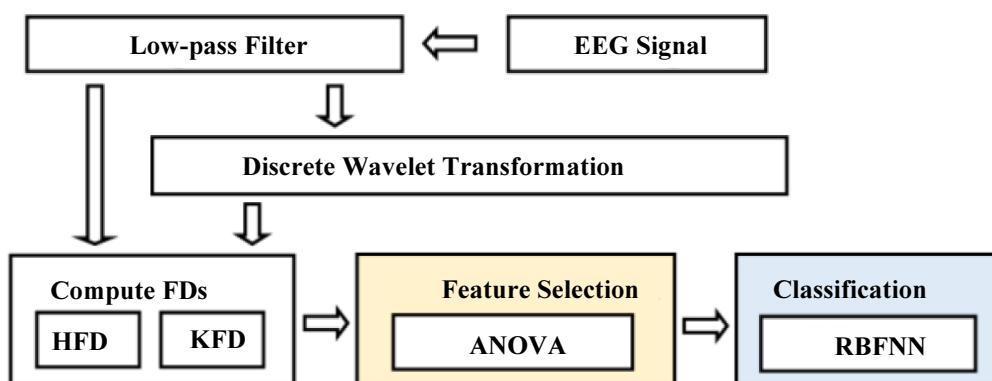 Low-pass Filter
EEG Signal
Discrete Wavelet Transformation
Compute FDs
HFD
KFD
Feature Selection
ANOVA
Classification
RBFNN